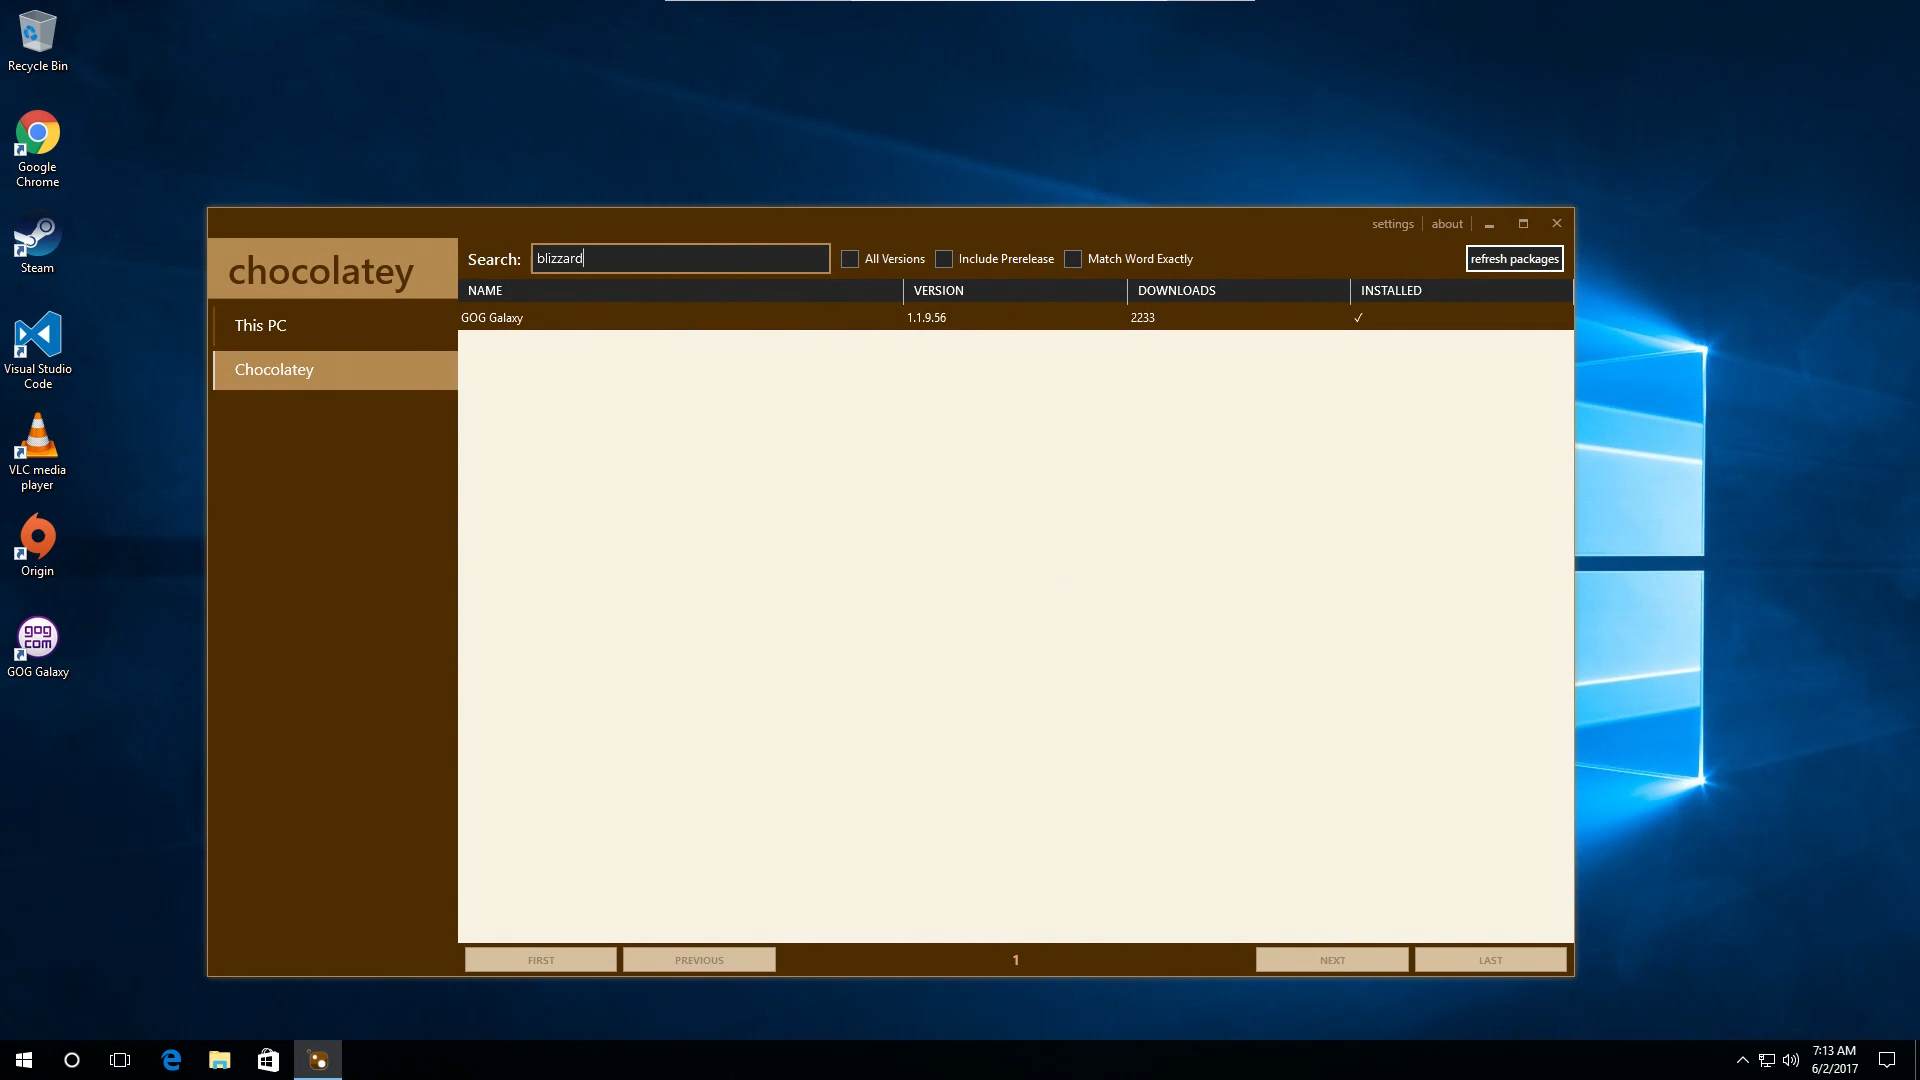 Recycle Bin
Google
Chrome
Steam
Visual Studio
Code
VLC media
player
Origin
gog
com
GOG Galaxy
settings
about
chocolatey
Search:
blizzard
All Versions
Include Prerelease
Match Word Exactly
refresh packages
NAME
VERSION
DOWNLOADS
INSTALLED
This PC
Chocolatey
GOG Galaxy
1.1.9.56
2233
FIRST
PREVIOUS
1
NEXT
LAST
7:13 AM
6/2/2017